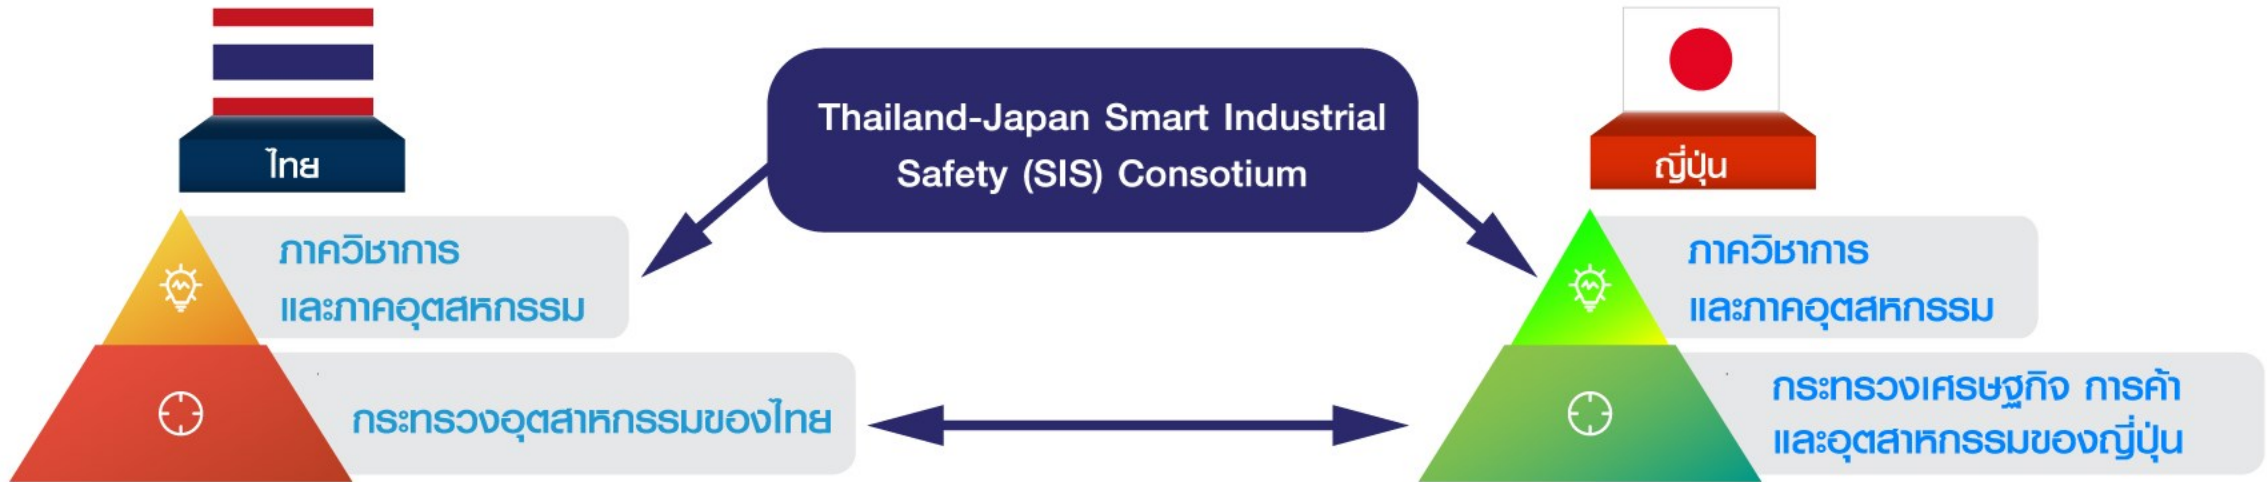 ไทย
Thailand-Japan Smart Industrial
Safety (SIS) Consotium
ญี่ปุ่น
ภาควิชาการ
และภาคอุตสหกรรม
กระทรวงอุตสาหกรรมของไทย
ภาควิชาการ
และภาคอุตสหกรรม
กระทรวงเศรษฐกิจ การค้า
และอุตสาหกรรมของญี่ปุ่น